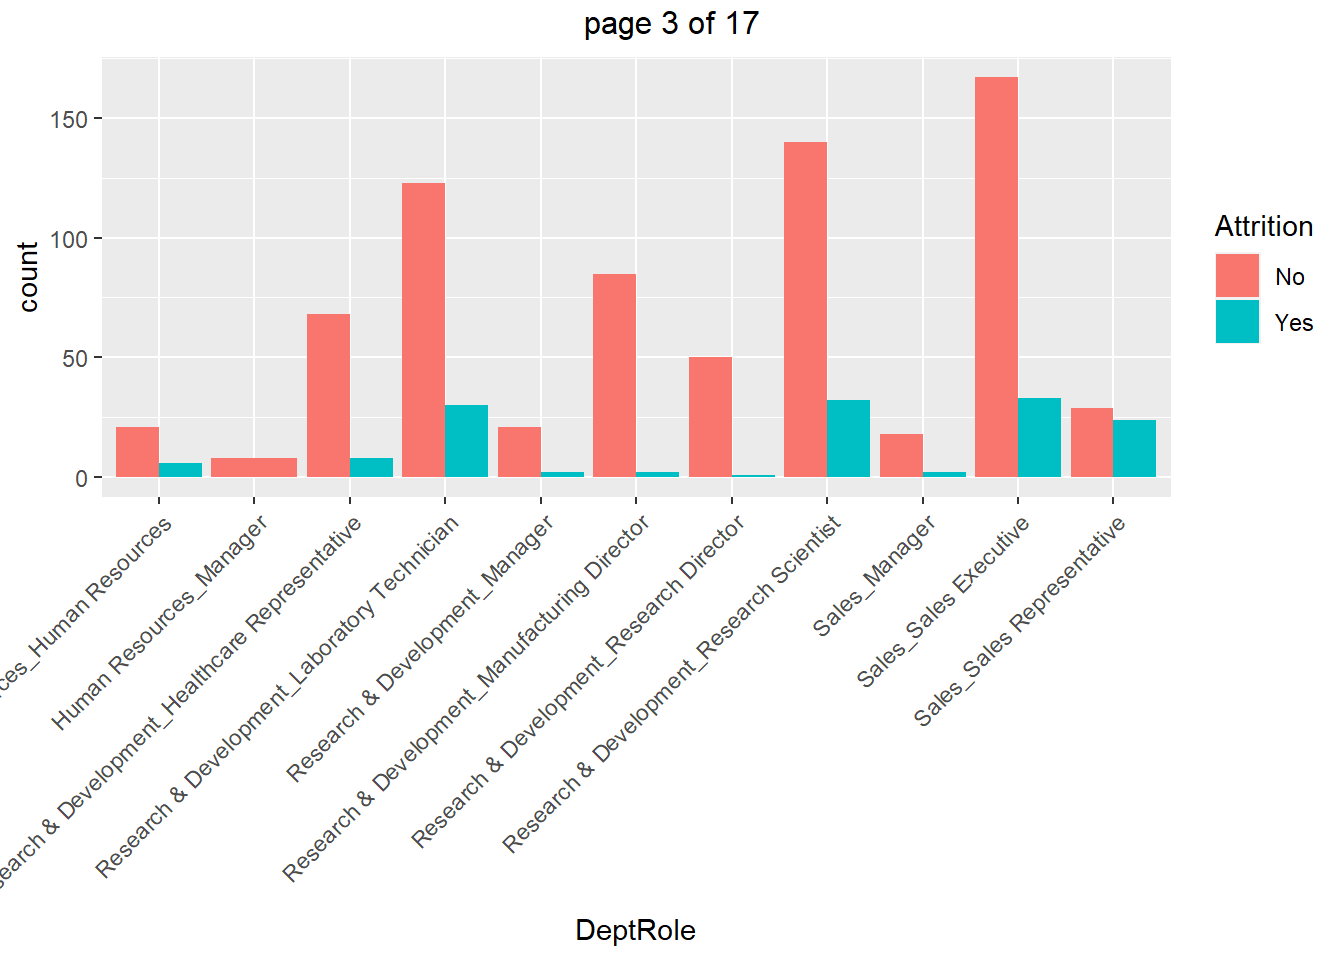 page 3 of 17
count
150
100
50
0
Attrition
No
Yes
ces_Human Resources
Human Resources_Manager
search & Development_Healthcare Representative
Research & Development_Laboratory Technician
Research & Development_Manager
Research & Development_Manufacturing Director
Research & Development_Research Director
Research & Development_Research Scientist
Sales_Manager
Sales_Sales Executive
Sales_Sales Representative
DeptRole